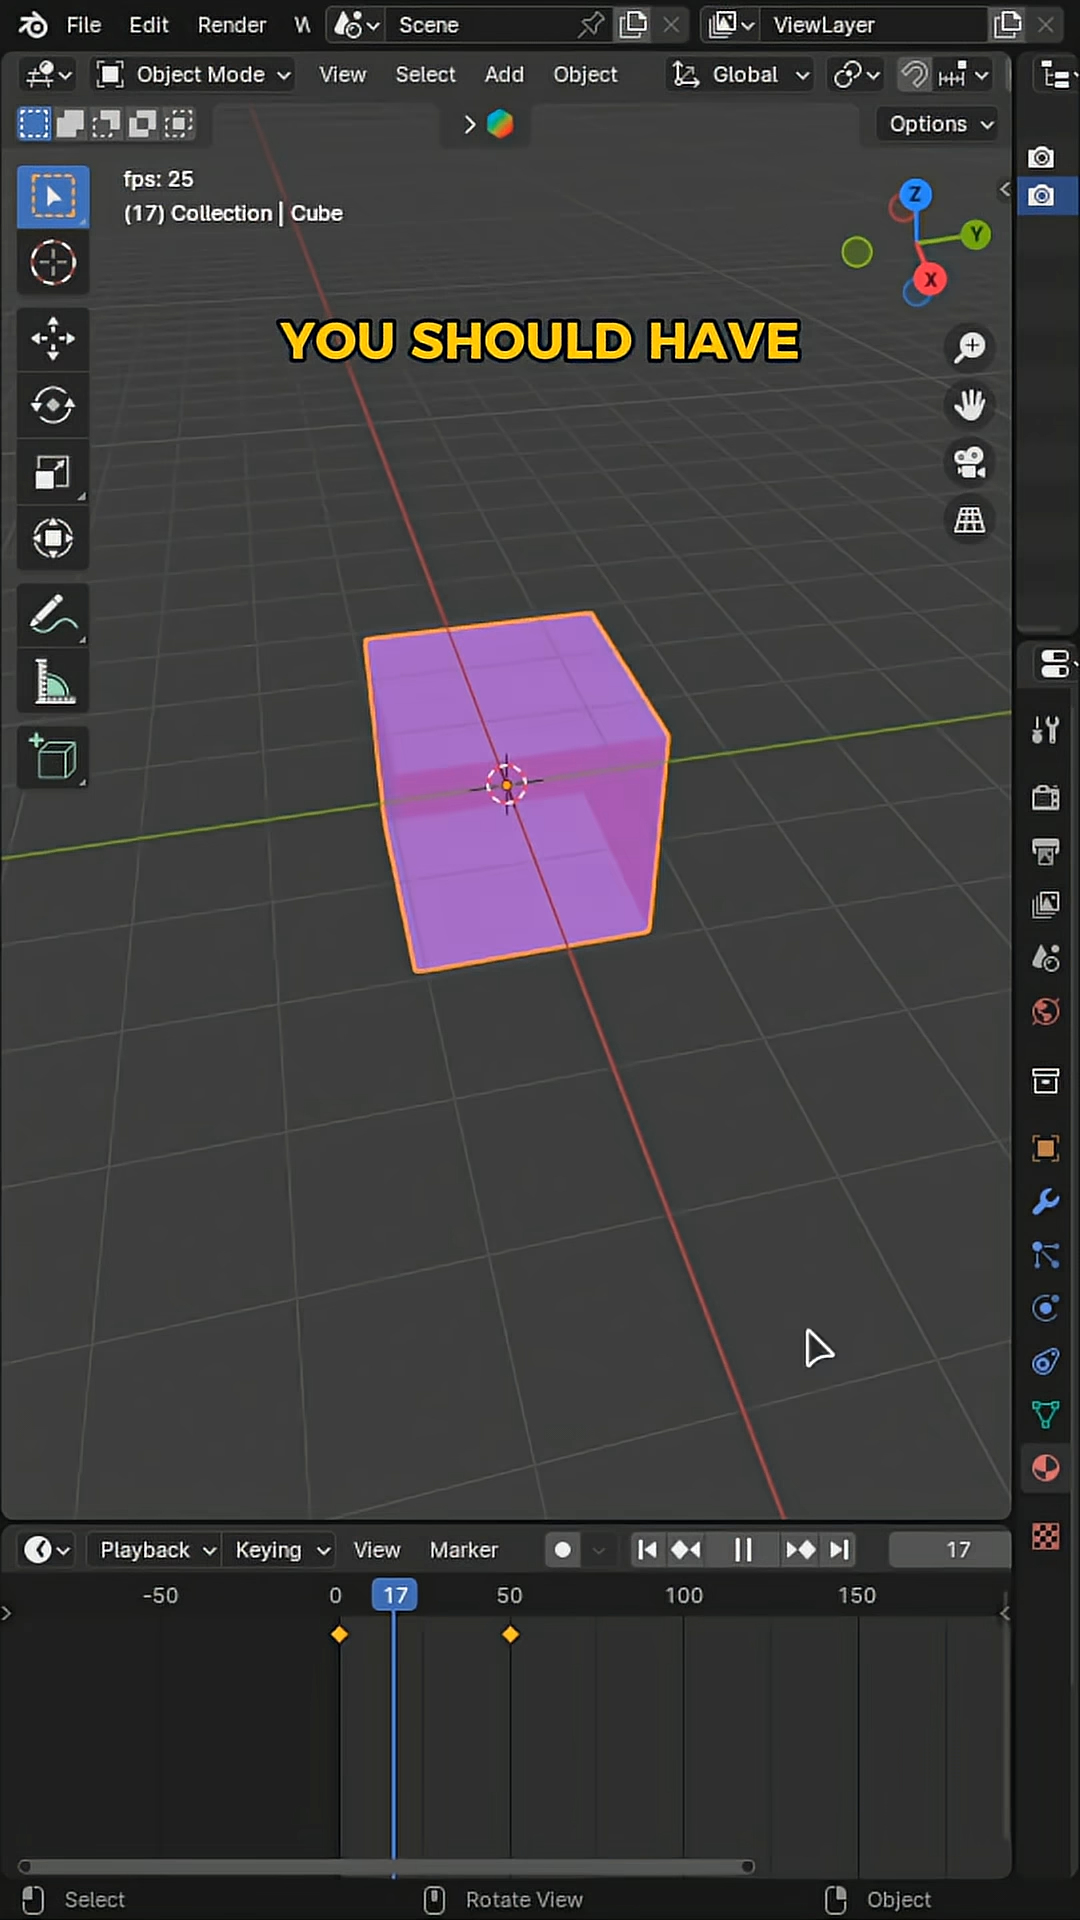 File Edit Render W Scene ViewLayer
Object Mode View Select Add Object Global
Options
fps: 25
(17) Collection | Cube
Z
Y
X
YOU SHOULD HAVE
Playback Keying View Marker 17
-50 0 17 50 100 150
Select Rotate View Object